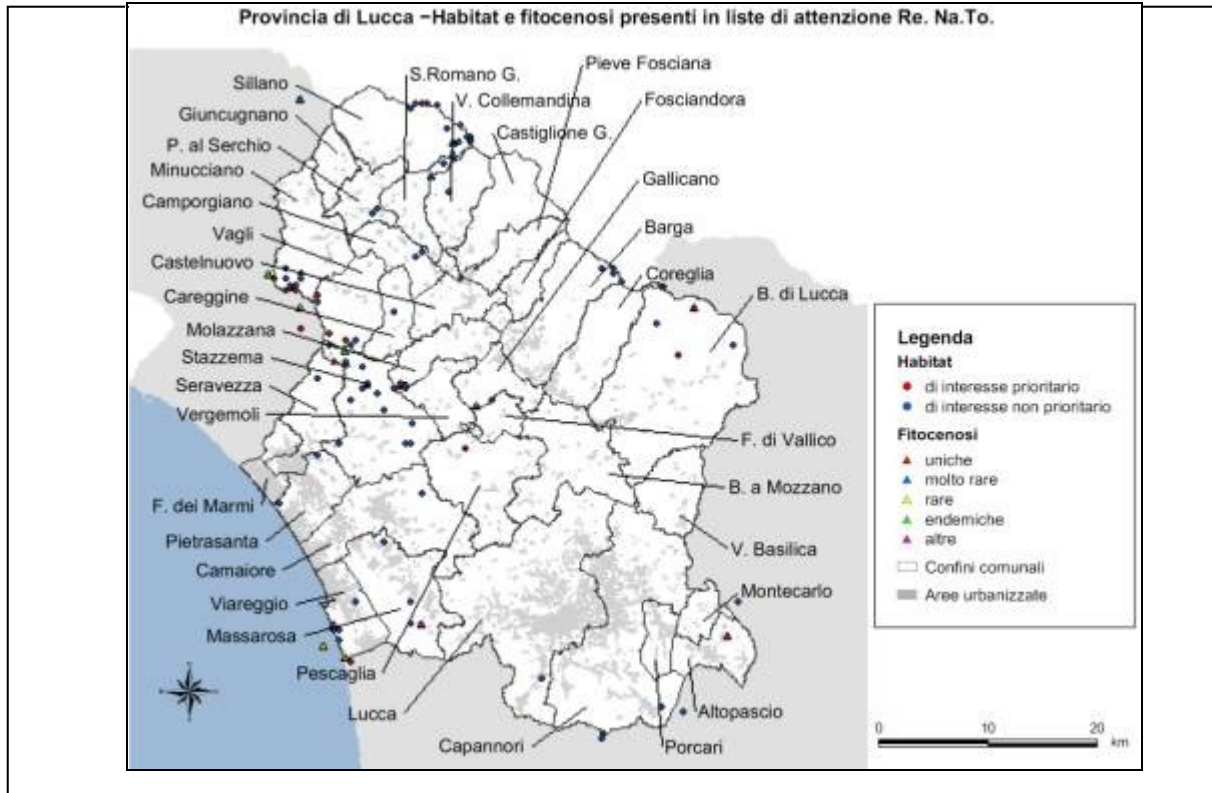 Provincia di Lucca –Habitat e fitocenosi presenti in liste di attenzione Re. Na.To.
Pieve Fosciana
S.Romano G.
Sillano
V. Collemandina
Fosciandora
Giuncugnano
Castiglione G.
P. al Serchio
Minucciano
Gallicano
Camporgiano
Barga
Vagli
Castelnuovo
Coreglia
Careggine
B. di Lucca
Molazzana
Stazzema
Seravezza
Vergemoli
F. di Vallico
B. a Mozzano
F. dei Marmi
Pietrasanta
V. Basilica
Camaiore
Montecarlo
Viareggio
Massarosa
Pescaglia
Lucca
Altopascio
Capannori
Porcari
Legenda
Habitat
di interesse prioritario
di interesse non prioritario
Fitocenosi
uniche
molto rare
rare
endemiche
altre
Confini comunali
Aree urbanizzate
0 10 20
km